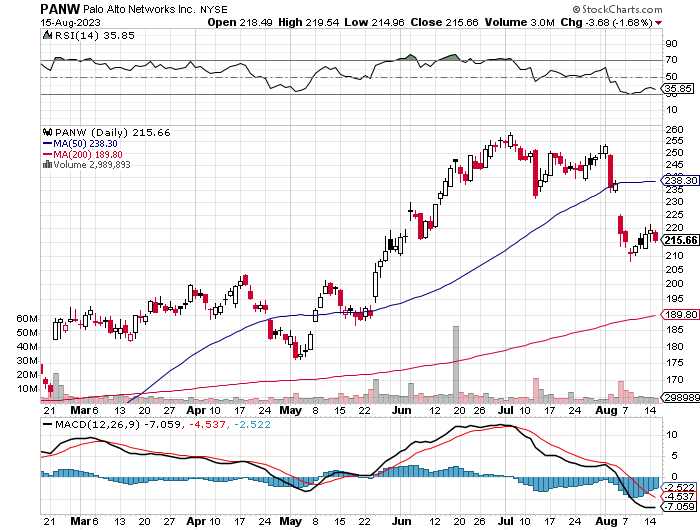 PANW Palo Alto Networks Inc. NYSE © StockCharts.com
15-Aug-2023 Open 218.49 High 219.54 Low 214.96 Close 215.66 Volume 3.0M Chg -3.68 (-1.68%)
RSI(14) 35.85
90
70
50
35.85
30
10
PANW (Daily) 215.66
MA(50) 238.30
MA(200) 189.80
Volume 2,989,893
260
255
250
245
240
238.30
235
230
225
220
215.66
210
205
200
195
189.80
185
180
175
170
298989
60M
50M
40M
30M
20M
10M
21 Mar 6 13 20 27 Apr 10 17 24 May 8 15 22 Jun 12 20 26 Jul 10 17 24 Aug 7 14
MACD(12,26,9) -7.059, -4.537, -2.522
10
5
0
-2.522
-4.537
-7.059
21 Mar 6 13 20 27 Apr 10 17 24 May 8 15 22 Jun 12 20 26 Jul 10 17 24 Aug 7 14